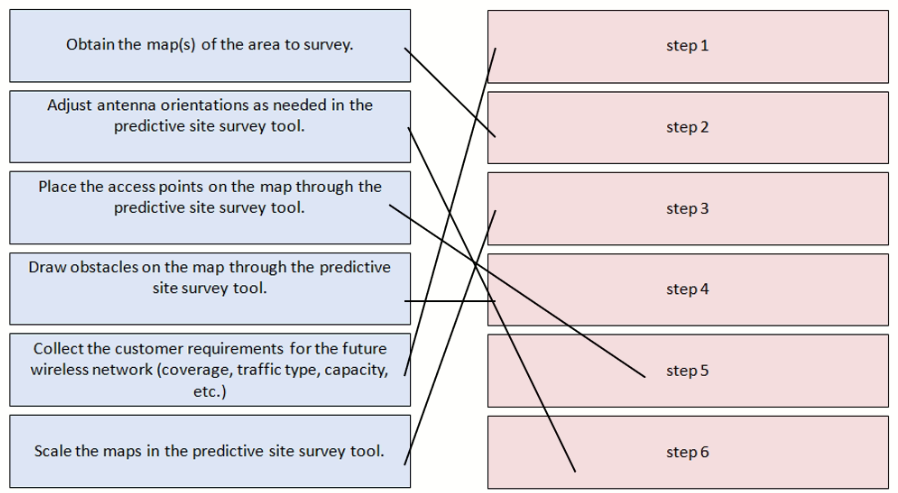 Obtain the map(s) of the area to survey.
step 1
Adjust antenna orientations as needed in the
predictive site survey tool.
step 2
Place the access points on the map through the
predictive site survey tool.
step 3
Draw obstacles on the map through the predictive
site survey tool.
step 4
Collect the customer requirements for the future
wireless network (coverage, traffic type, capacity,
etc.)
step 5
Scale the maps in the predictive site survey tool.
step 6